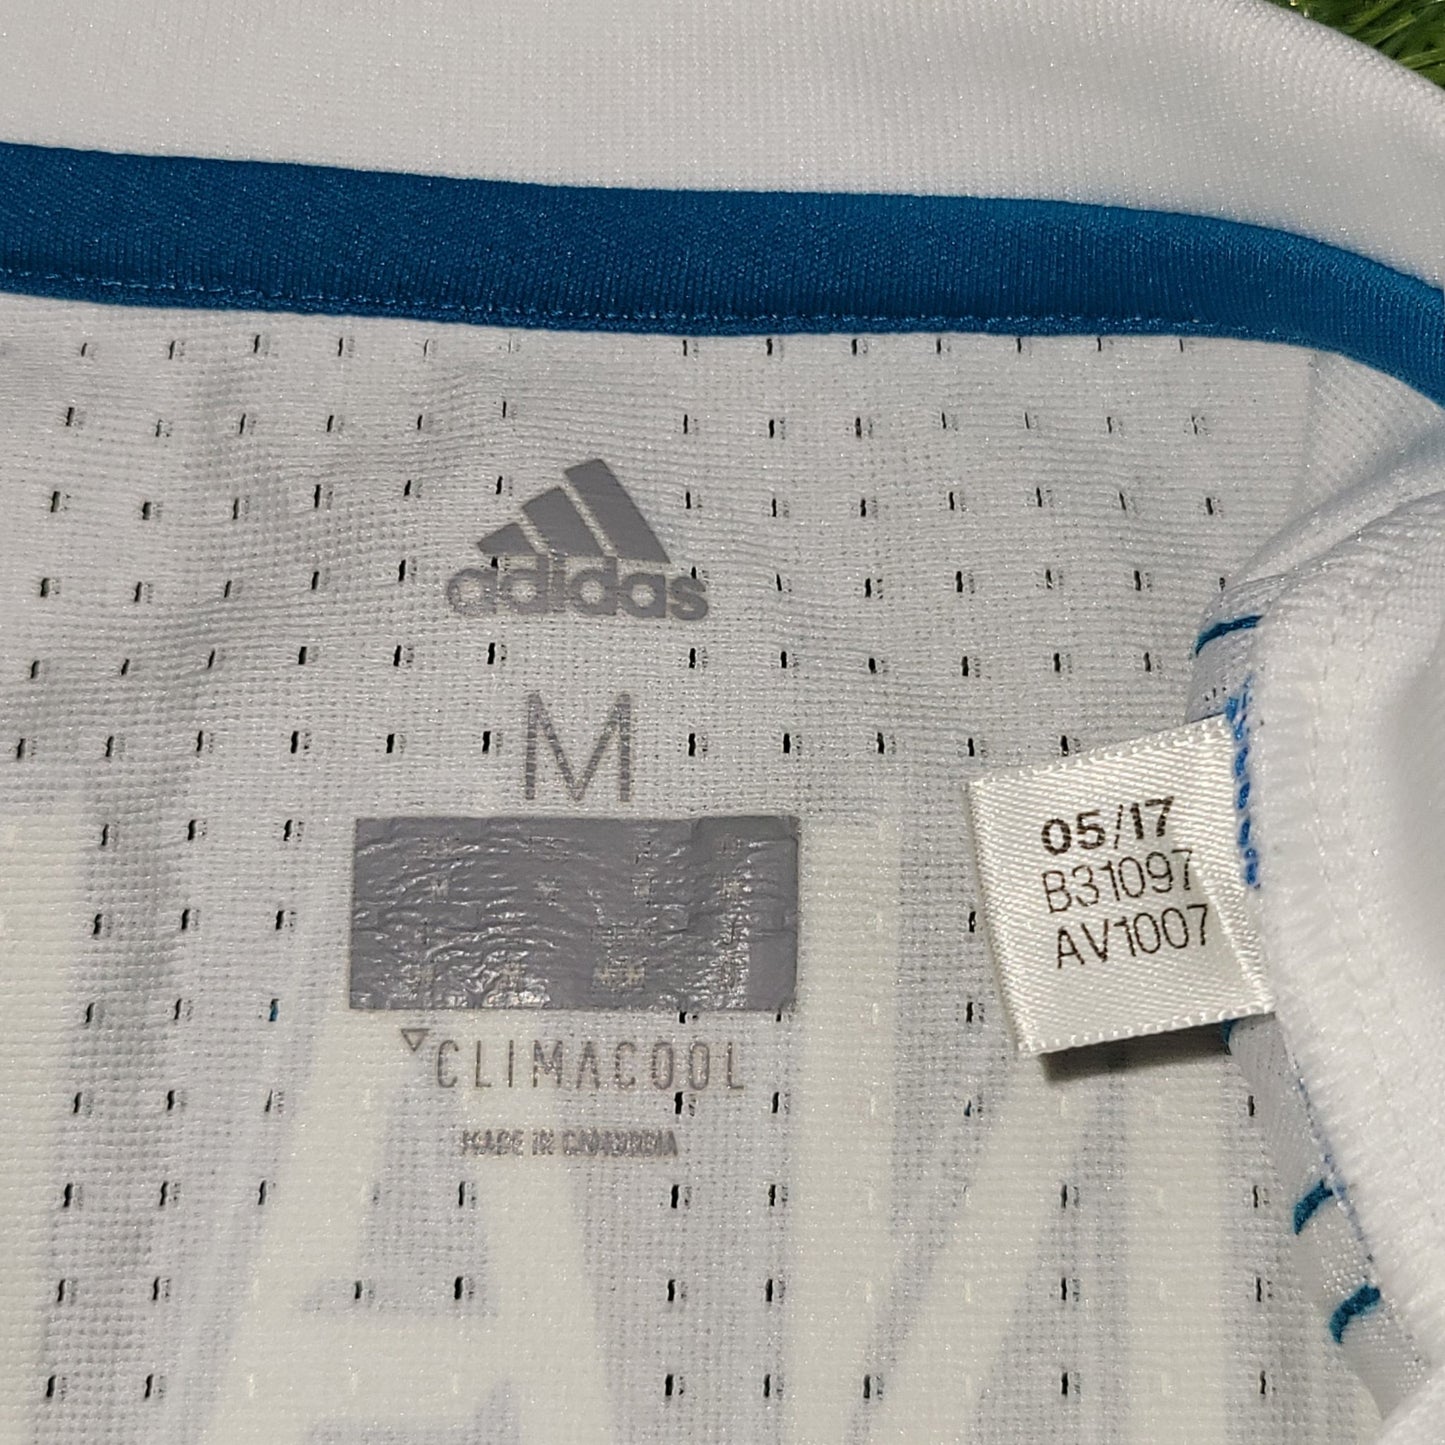 adidas
M
CLIMACOOL
MADE IN CAMBODIA
05/17
B31097
AV1007